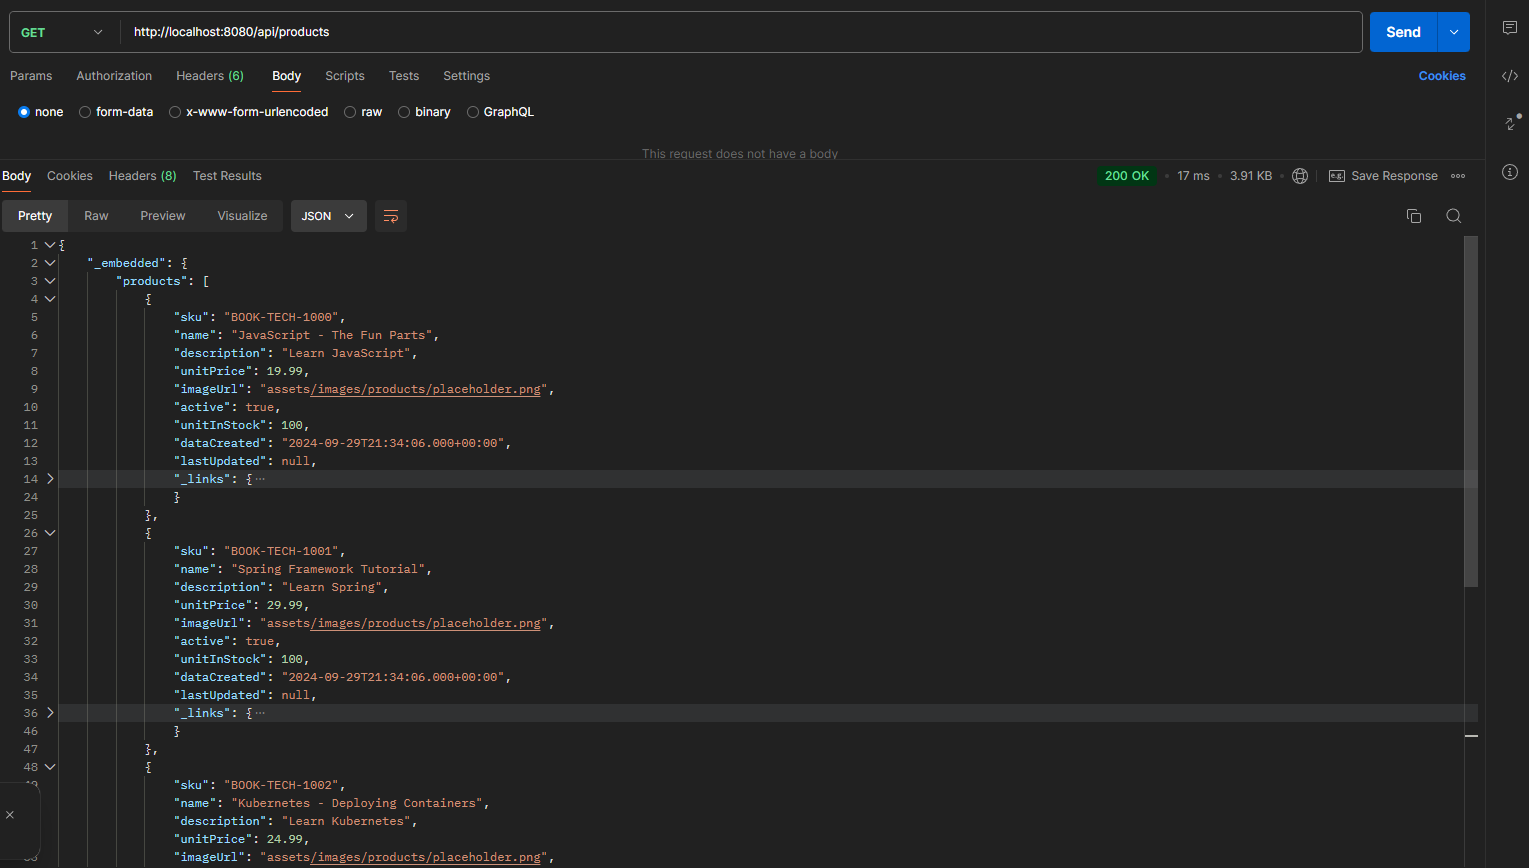 GET http://localhost:8080/api/products Send
Params Authorization Headers (6) Body Scripts Tests Settings Cookies
none form-data x-www-form-urlencoded raw binary GraphQL
This request does not have a body
Body Cookies Headers (8) Test Results 200 OK • 17 ms • 3.91 KB e.g. Save Response
Pretty Raw Preview Visualize JSON
1 {
2 "_embedded": {
3 "products": [
4 {
5 "sku": "BOOK-TECH-1000",
6 "name": "JavaScript - The Fun Parts",
7 "description": "Learn JavaScript",
8 "unitPrice": 19.99,
9 "imageUrl": "assets/images/products/placeholder.png",
10 "active": true,
11 "unitInStock": 100,
12 "dataCreated": "2024-09-29T21:34:06.000+00:00",
13 "lastUpdated": null,
14 "_links": { ⋯
24 }
25 },
26 {
27 "sku": "BOOK-TECH-1001",
28 "name": "Spring Framework Tutorial",
29 "description": "Learn Spring",
30 "unitPrice": 29.99,
31 "imageUrl": "assets/images/products/placeholder.png",
32 "active": true,
33 "unitInStock": 100,
34 "dataCreated": "2024-09-29T21:34:06.000+00:00",
35 "lastUpdated": null,
36 "_links": { ⋯
46 }
47 },
48 {
"sku": "BOOK-TECH-1002",
"name": "Kubernetes - Deploying Containers",
"description": "Learn Kubernetes",
"unitPrice": 24.99,
"imageUrl": "assets/images/products/placeholder.png",